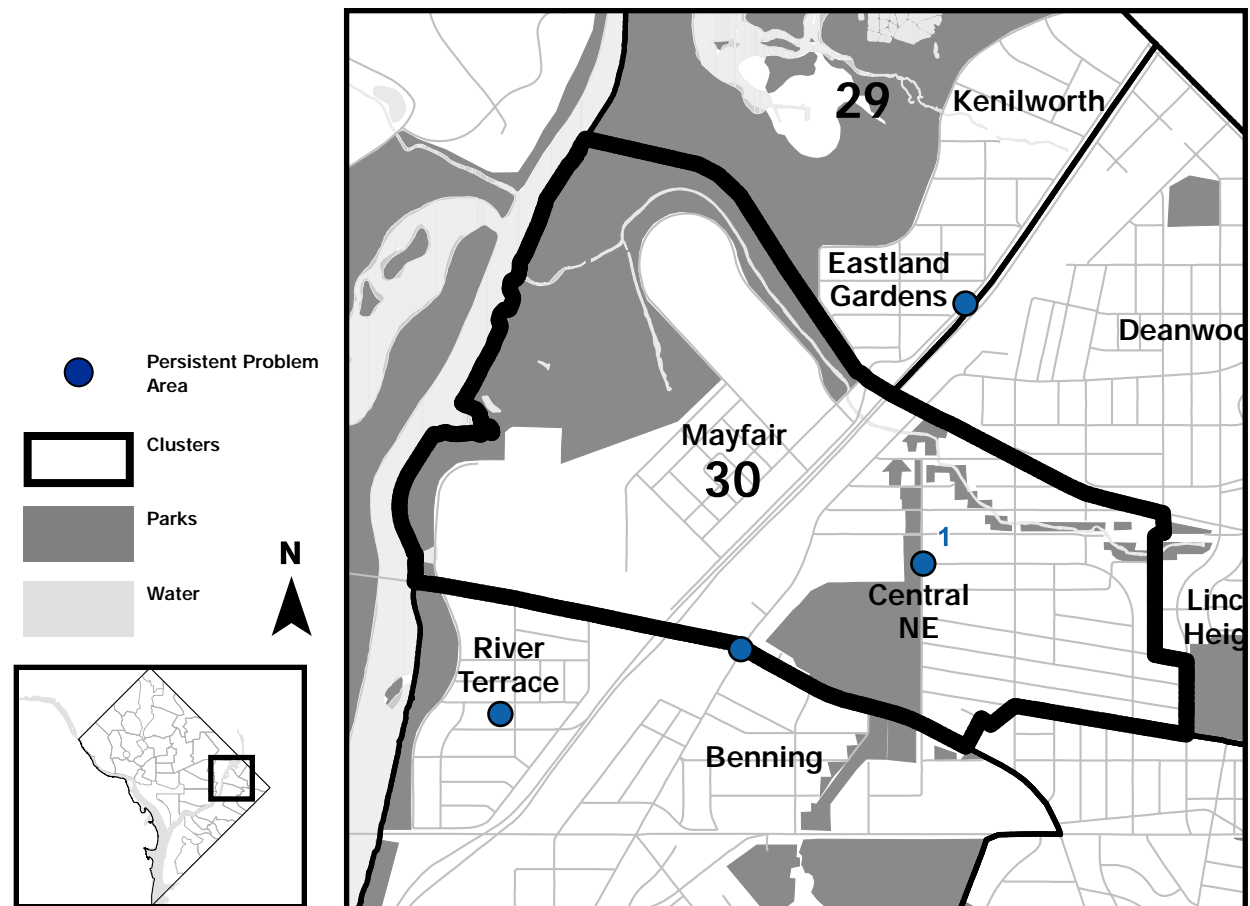 29
Kenilworth
Eastland
Gardens
Deanwoo
Persistent Problem
Area
Clusters
Mayfair
30
Parks
1
N
Water
Central
NE
Linc
Heig
River
Terrace
Benning